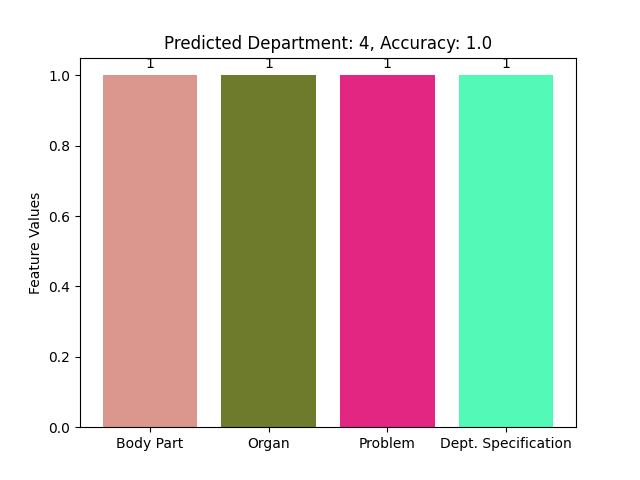 Predicted Department: 4, Accuracy: 1.0
1 1 1 1
1.0
0.8
0.6
0.4
0.2
0.0
Feature Values
Body Part Organ Problem Dept. Specification